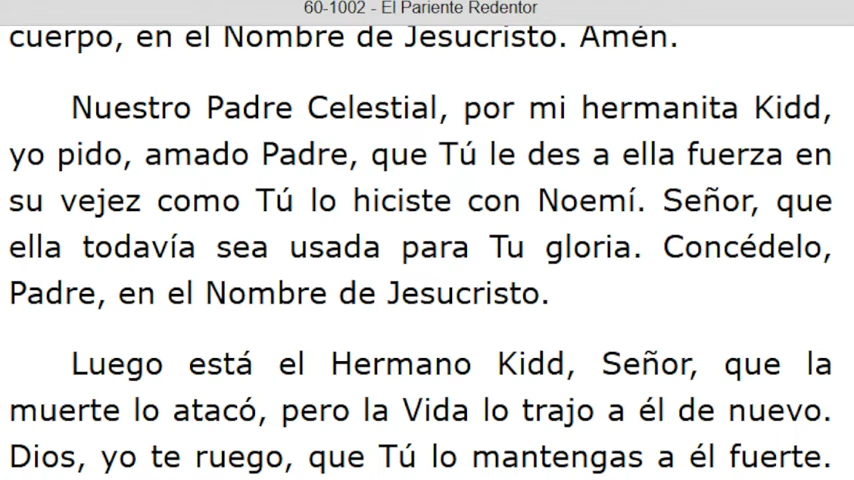 60-1002 - El Pariente Redentor
cuerpo, en el Nombre de Jesucristo. Amén.
Nuestro Padre Celestial, por mi hermanita Kidd,
yo pido, amado Padre, que Tú le des a ella fuerza en
su vejez como Tú lo hiciste con Noemí. Señor, que
ella todavía sea usada para Tu gloria. Concédelo,
Padre, en el Nombre de Jesucristo.
Luego está el Hermano Kidd, Señor, que la
muerte lo atacó, pero la Vida lo trajo a él de nuevo.
Dios, yo te ruego, que Tú lo mantengas a él fuerte.